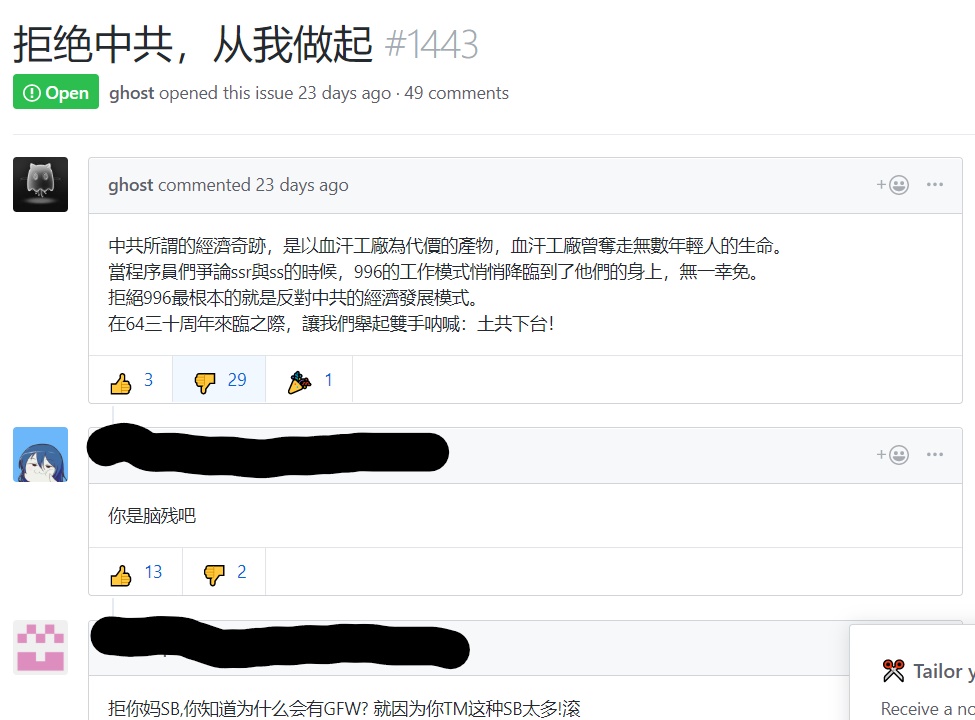 拒绝中共，从我做起 #1443
Open ghost opened this issue 23 days ago · 49 comments
ghost commented 23 days ago
中共所謂的經濟奇跡，是以血汗工廠為代價的產物，血汗工廠曾奪走無數年輕人的生命。
當程序員們爭論ssr與ss的時候，996的工作模式悄悄降臨到了他們的身上，無一幸免。
拒絕996最根本的就是反對中共的經濟發展模式。
在64三十周年來臨之際，讓我們舉起雙手吶喊：土共下台！
3 29 1
你是脑残吧
13 2
拒你妈SB,你知道为什么会有GFW? 就因为你TM这种SB太多!滚
Tailor y
Receive a no